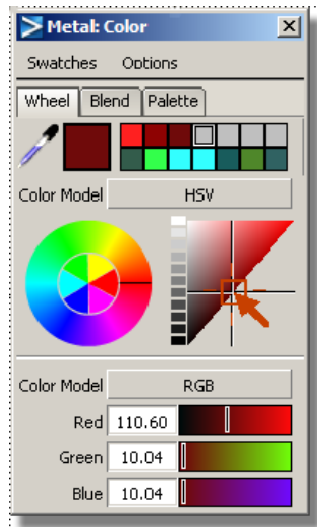 Metal: Color
Swatches Options
Wheel Blend Palette
Color Model HSV
Color Model RGB
Red 110.60
Green 10.04
Blue 10.04